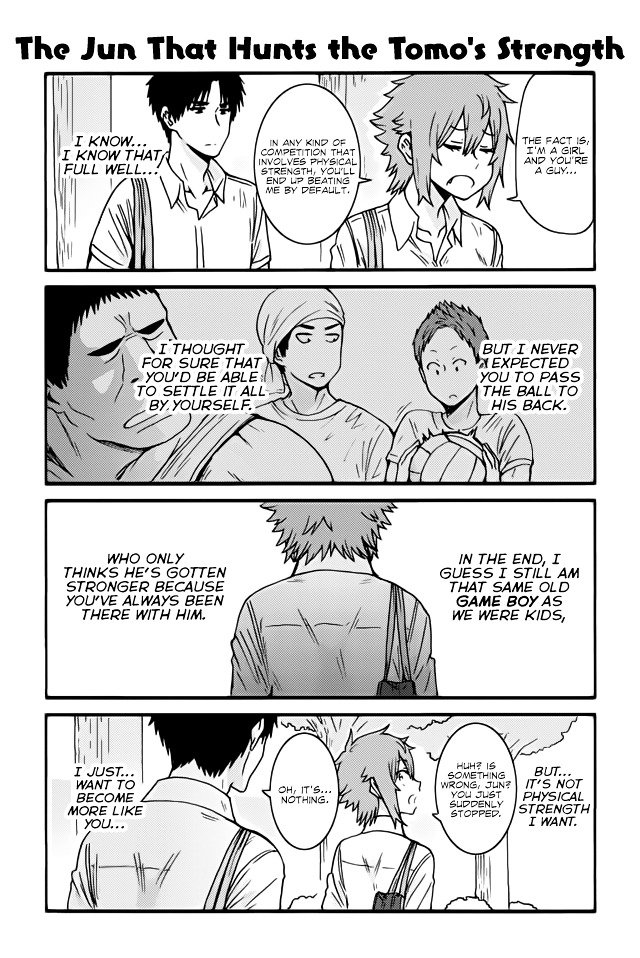 The Jun That Hunts the Tomo's Strength
THE FACT IS,
I'M A GIRL
AND YOU'RE
A GUY...
IN ANY KIND OF
COMPETITION THAT
INVOLVES PHYSICAL
STRENGTH, YOU'LL
END UP BEATING
ME BY DEFAULT.
I KNOW...
I KNOW THAT
FULL WELL...
BUT I NEVER
EXPECTED
YOU TO PASS
THE BALL TO
HIS BACK.
I THOUGHT
FOR SURE THAT
YOU'D BE ABLE
TO SETTLE IT ALL
BY YOURSELF.
IN THE END, I
GUESS I STILL AM
THAT SAME OLD
GAME BOY AS
WE WERE KIDS,
WHO ONLY
THINKS HE'S GOTTEN
STRONGER BECAUSE
YOU'VE ALWAYS BEEN
THERE WITH HIM.
BUT...
IT'S NOT
PHYSICAL
STRENGTH
I WANT.
HUH? IS
SOMETHING
WRONG, JUN?
YOU JUST
SUDDENLY
STOPPED.
OH, IT'S...
NOTHING.
I JUST...
WANT TO
BECOME
MORE LIKE
YOU...